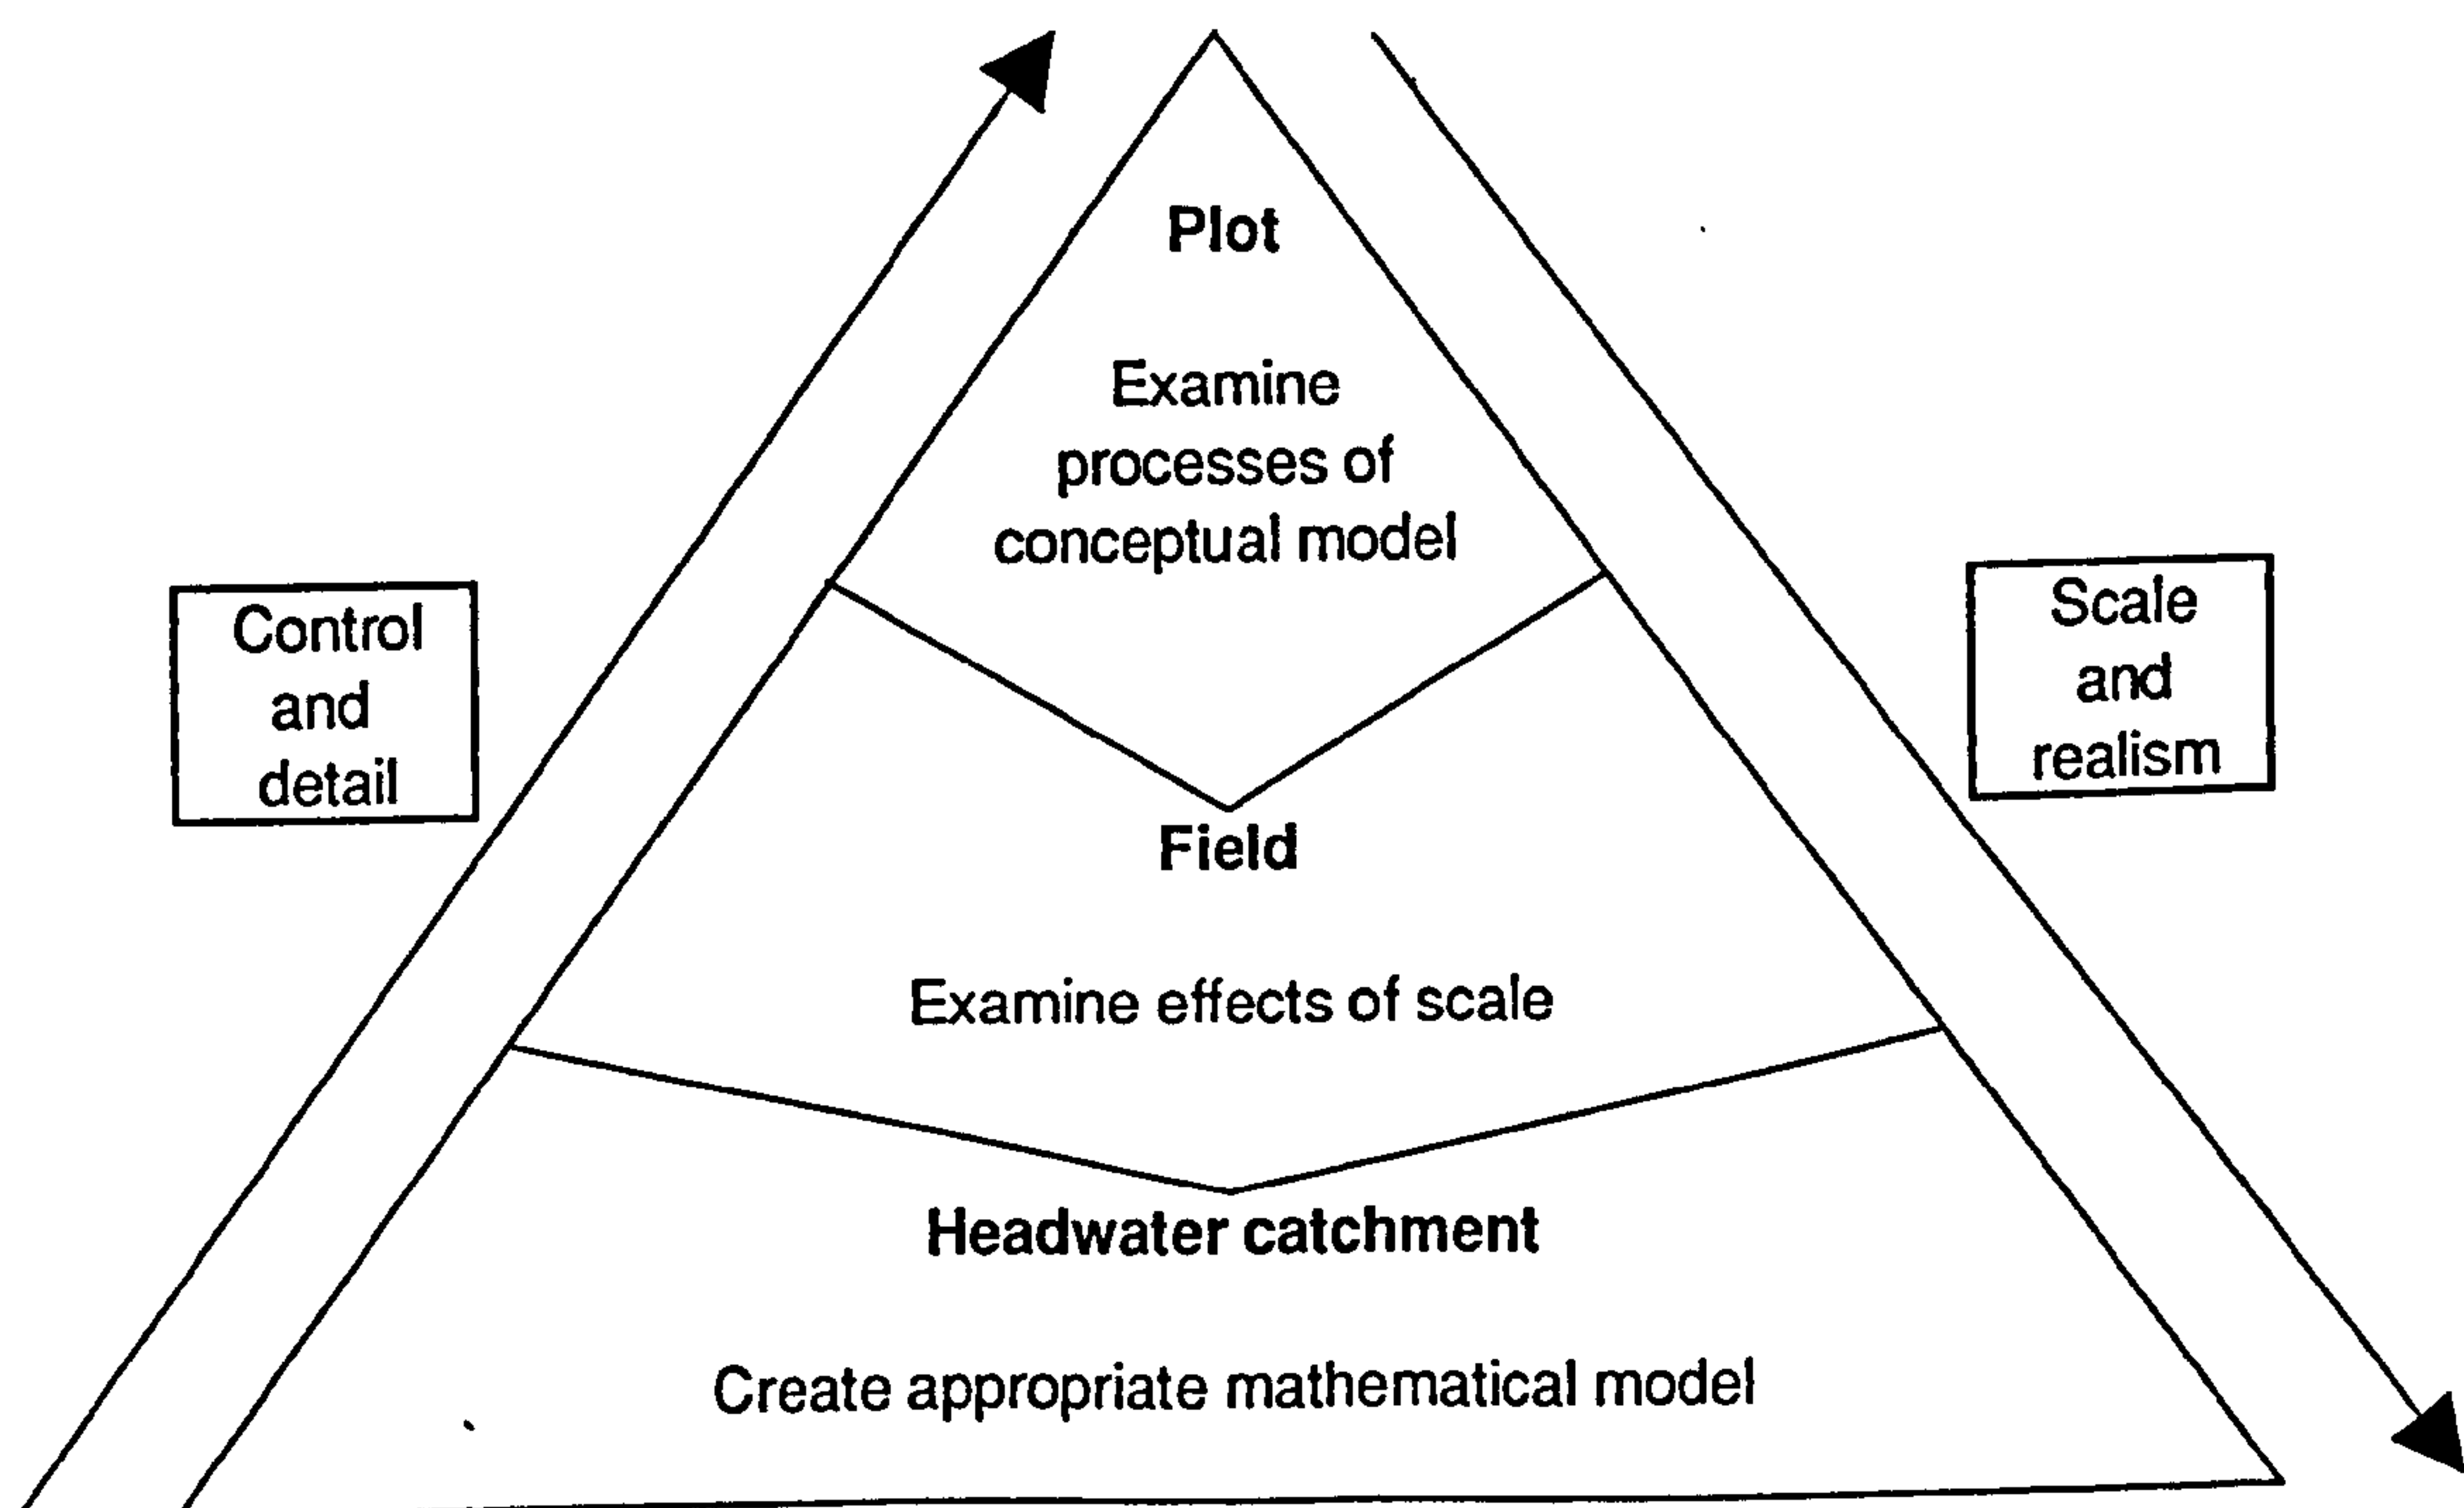 Plot
Examine
processes of
conceptual model
Control
and
detail
Scale
and
realism
Field
Examine effects of scale
Headwater catchment
Create appropriate mathematical model